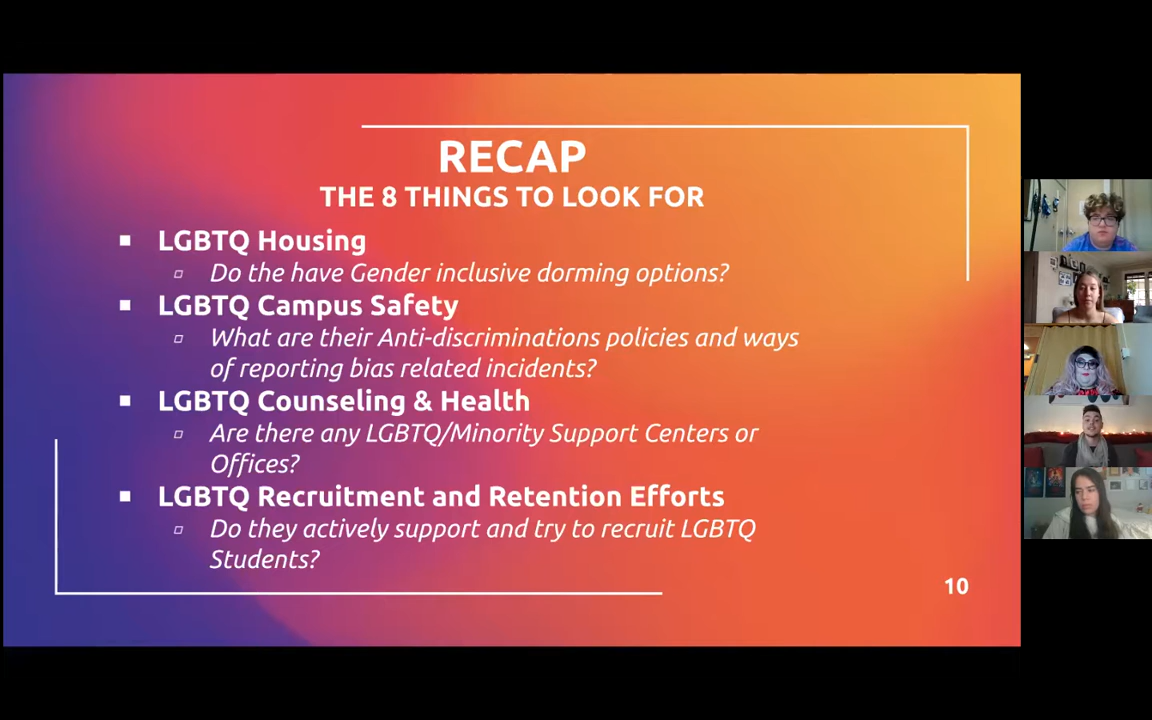 RECAP
THE 8 THINGS TO LOOK FOR
LGBTQ Housing
Do the have Gender inclusive dorming options?
LGBTQ Campus Safety
What are their Anti-discriminations policies and ways
of reporting bias related incidents?
LGBTQ Counseling & Health
Are there any LGBTQ/Minority Support Centers or
Offices?
LGBTQ Recruitment and Retention Efforts
Do they actively support and try to recruit LGBTQ
Students?
10